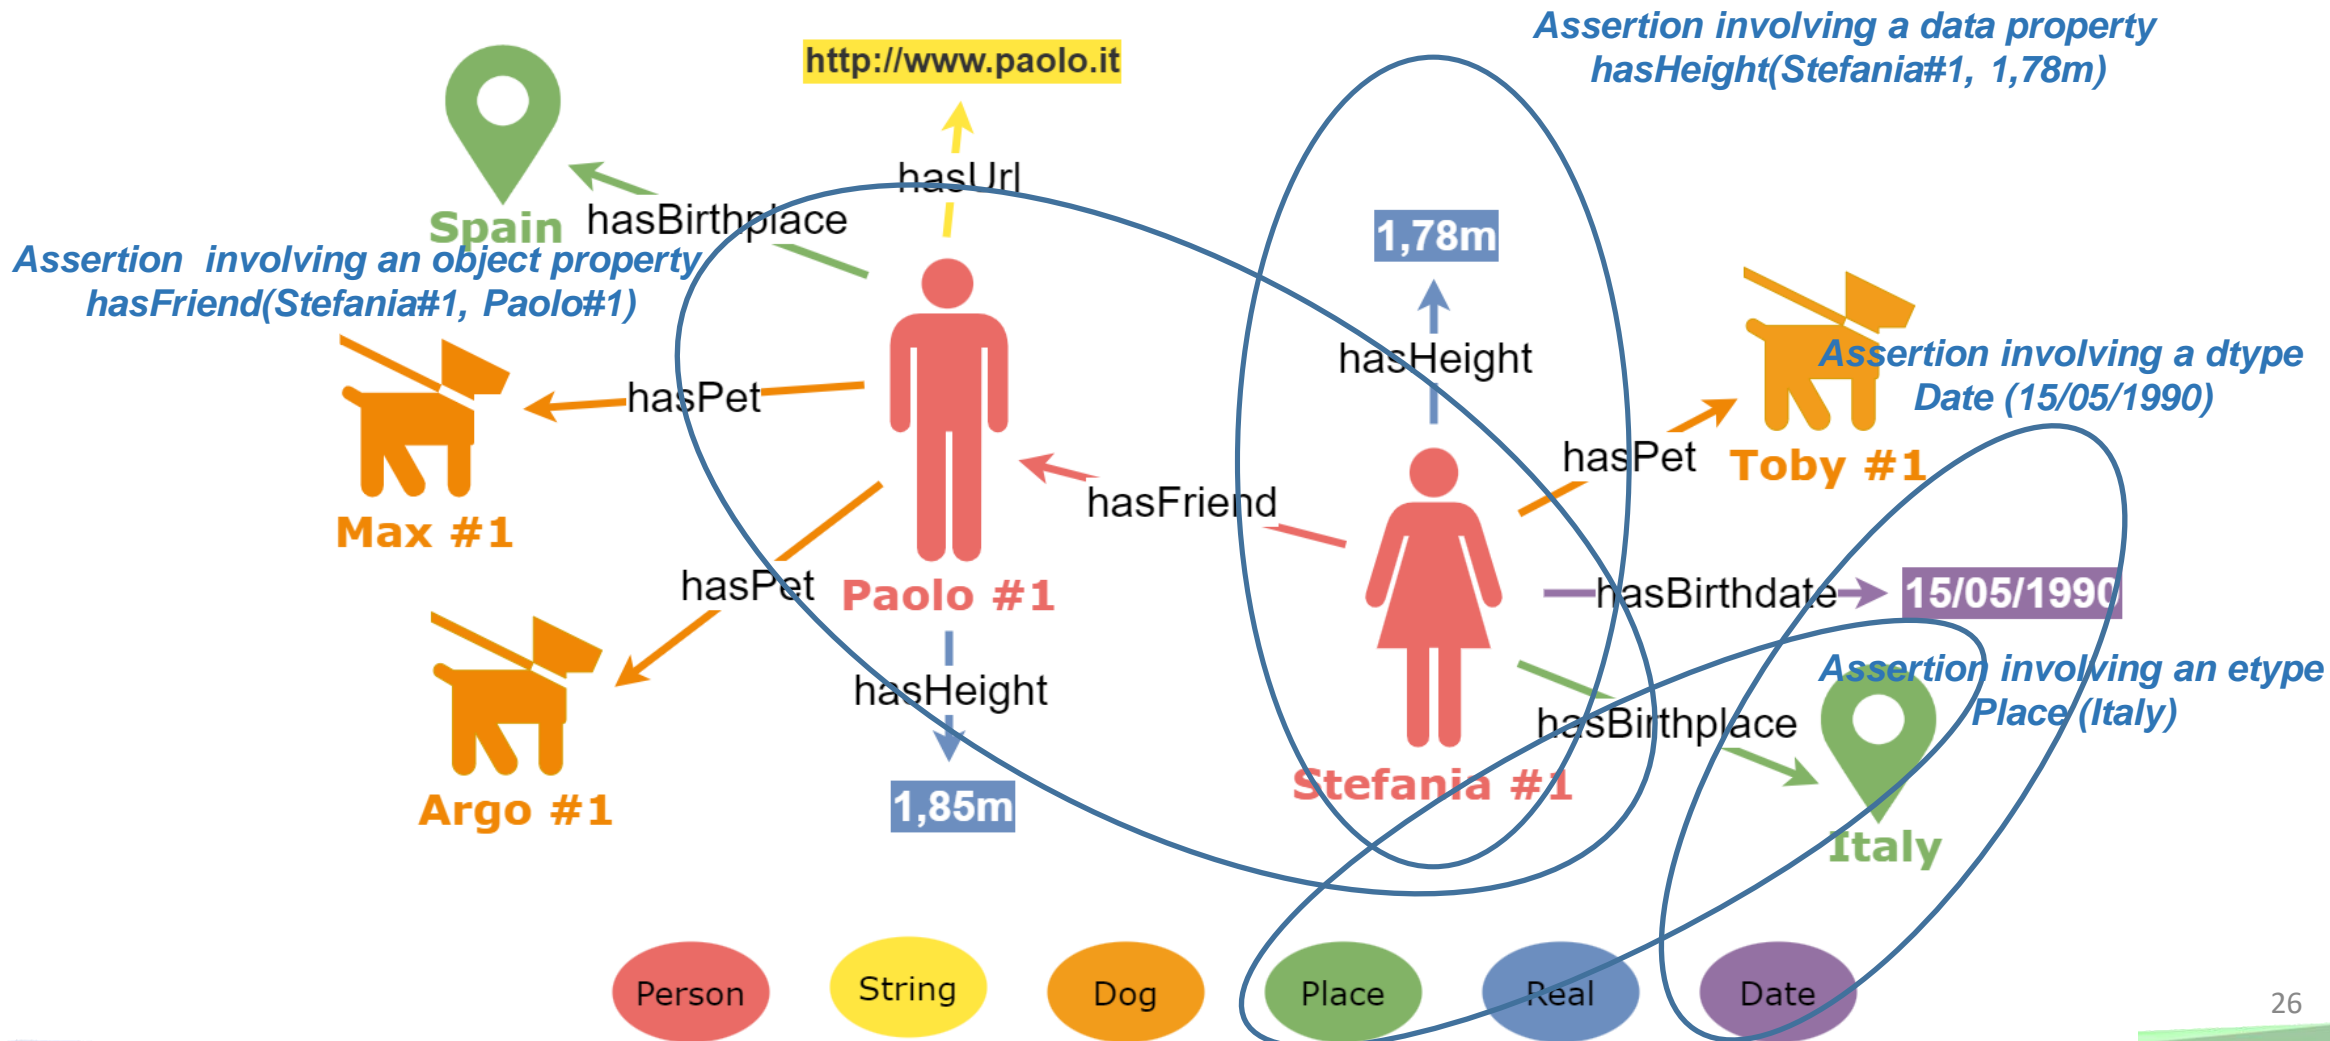 Assertion involving a data property
hasHeight(Stefania#1, 1,78m)
http://www.paolo.it
hasUrl
hasBirthplace
Spain
Assertion involving an object property
hasFriend(Stefania#1, Paolo#1)
1,78m
hasHeight
Assertion involving a dtype
Date (15/05/1990)
hasPet
hasPet
Toby #1
hasFriend
Max #1
hasPet
Paolo #1
hasBirthdate
15/05/1990
Assertion involving an etype
Place (Italy)
hasHeight
hasBirthplace
Stefania #1
1,85m
Argo #1
Italy
Person
String
Dog
Place
Real
Date
26